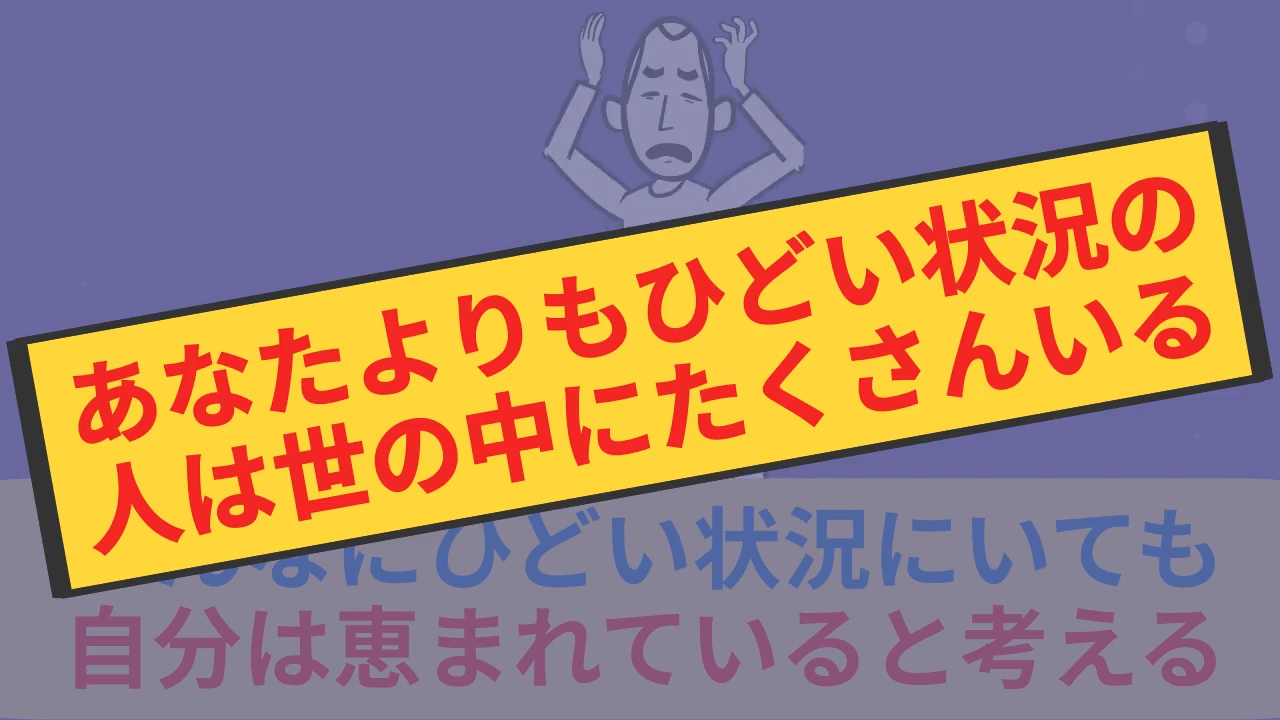 あなたよりもひどい状況の
人は世の中にたくさんいる
んなにひどい状況にいても
自分は恵まれていると考える